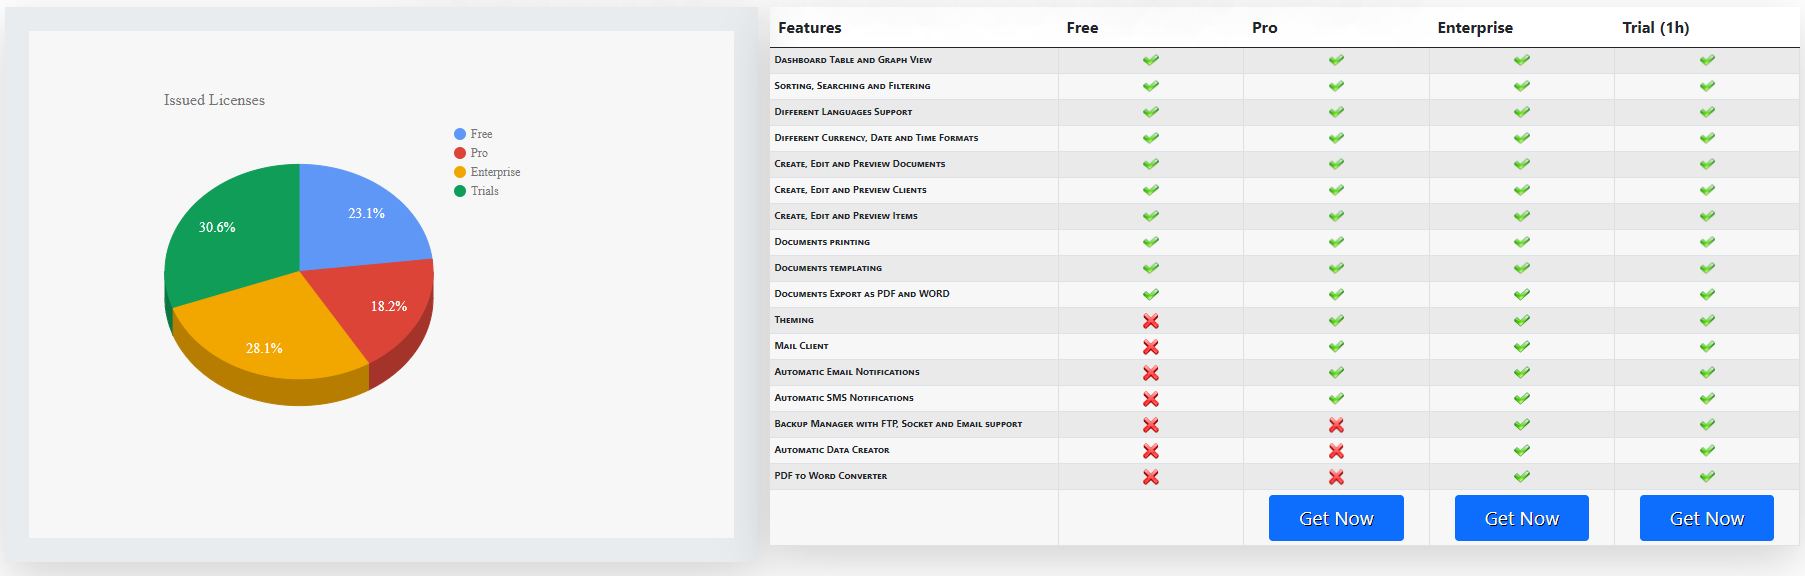 Issued Licenses
Free
Pro
Enterprise
Trials
23.1%
30.6%
18.2%
28.1%
Features Free Pro Enterprise Trial (1h)
Dashboard Table and Graph View
Sorting, Searching and Filtering
Different Languages Support
Different Currency, Date and Time Formats
Create, Edit and Preview Documents
Create, Edit and Preview Clients
Create, Edit and Preview Items
Documents printing
Documents templating
Documents Export as PDF and WORD
Theming
Mail Client
Automatic Email Notifications
Automatic SMS Notifications
Backup Manager with FTP, Socket and Email support
Automatic Data Creator
PDF to Word Converter
Get Now Get Now Get Now